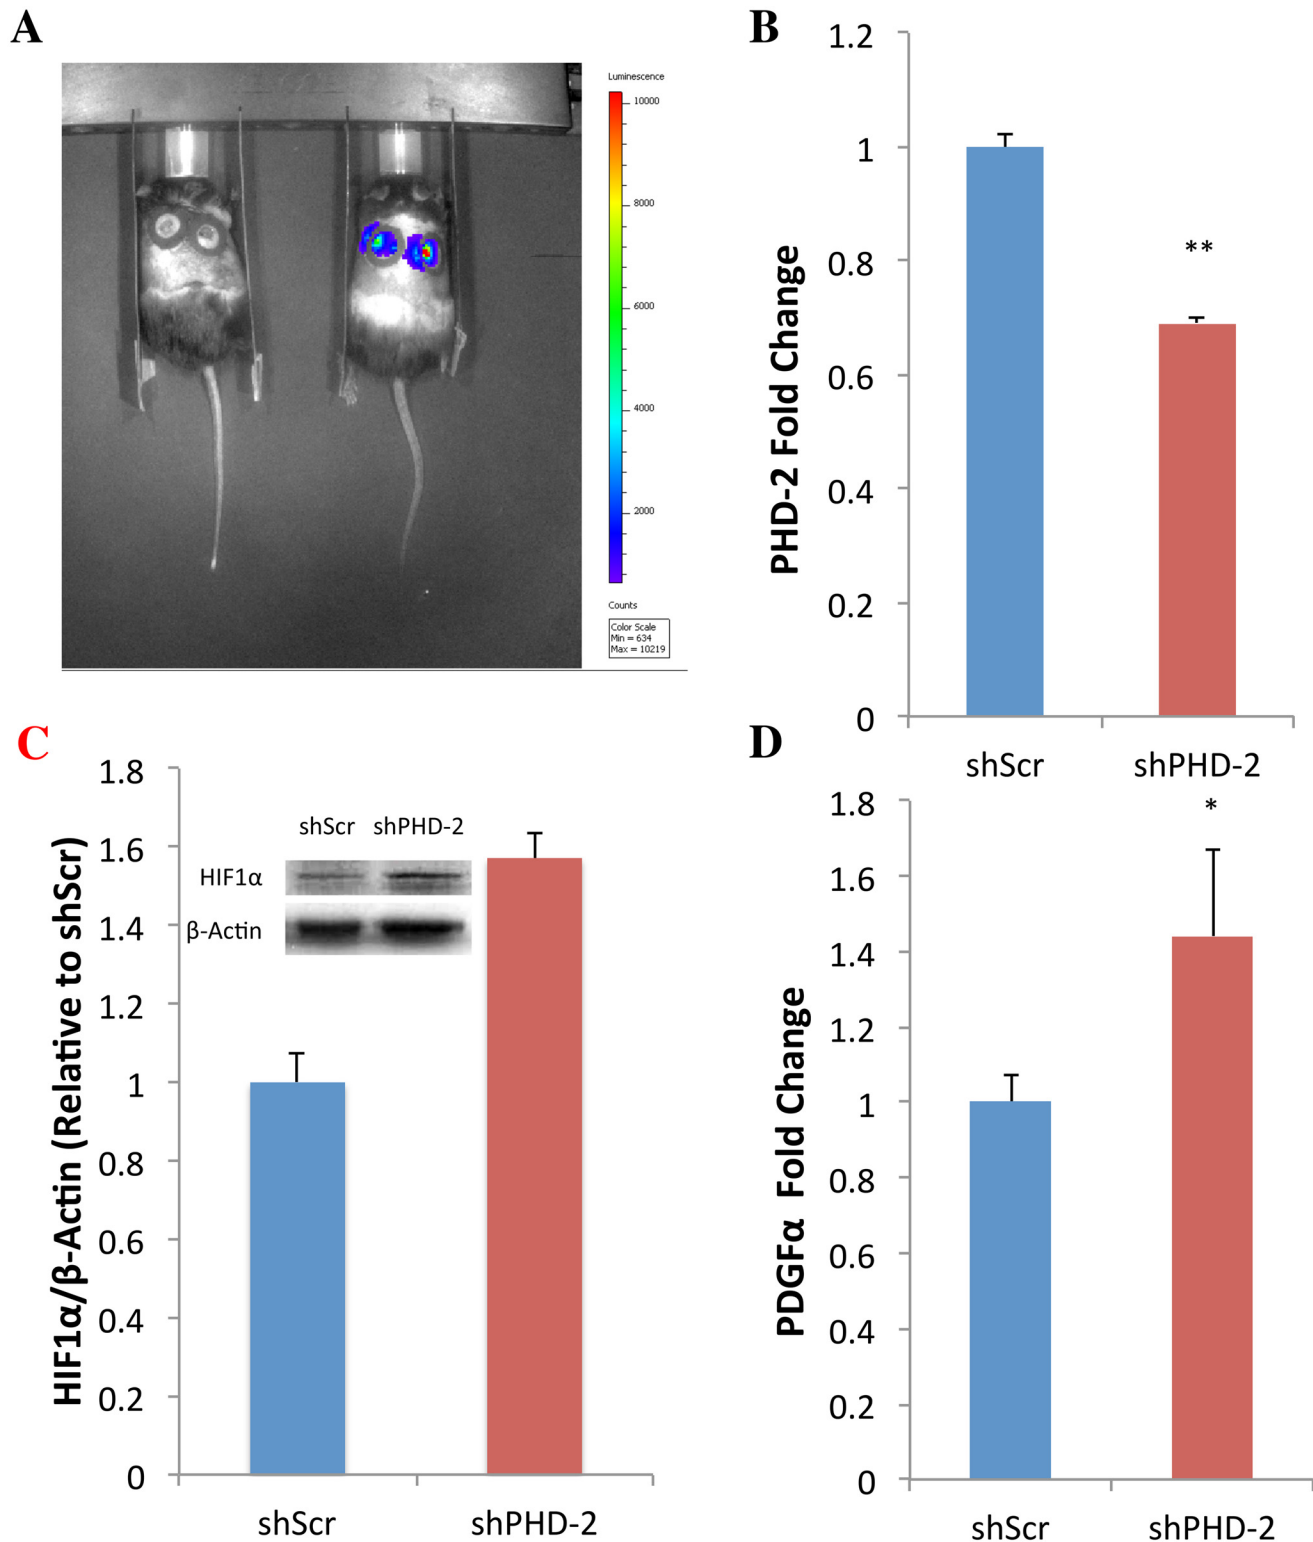 A
Luminescence
10000
8000
6000
4000
2000
Counts
Color Scale
Min = 634
Max = 10219
B
PHD-2 Fold Change
1.2
1
0.8
0.6
0.4
0.2
0
**
shScr
shPHD-2
C
HIF1α/β-Actin (Relative to shScr)
1.8
1.6
1.4
1.2
1
0.8
0.6
0.4
0.2
0
shScr shPHD-2
HIF1α
β-Actin
shScr
shPHD-2
D
PDGFα Fold Change
1.8
1.6
1.4
1.2
1
0.8
0.6
0.4
0.2
0
*
shScr
shPHD-2